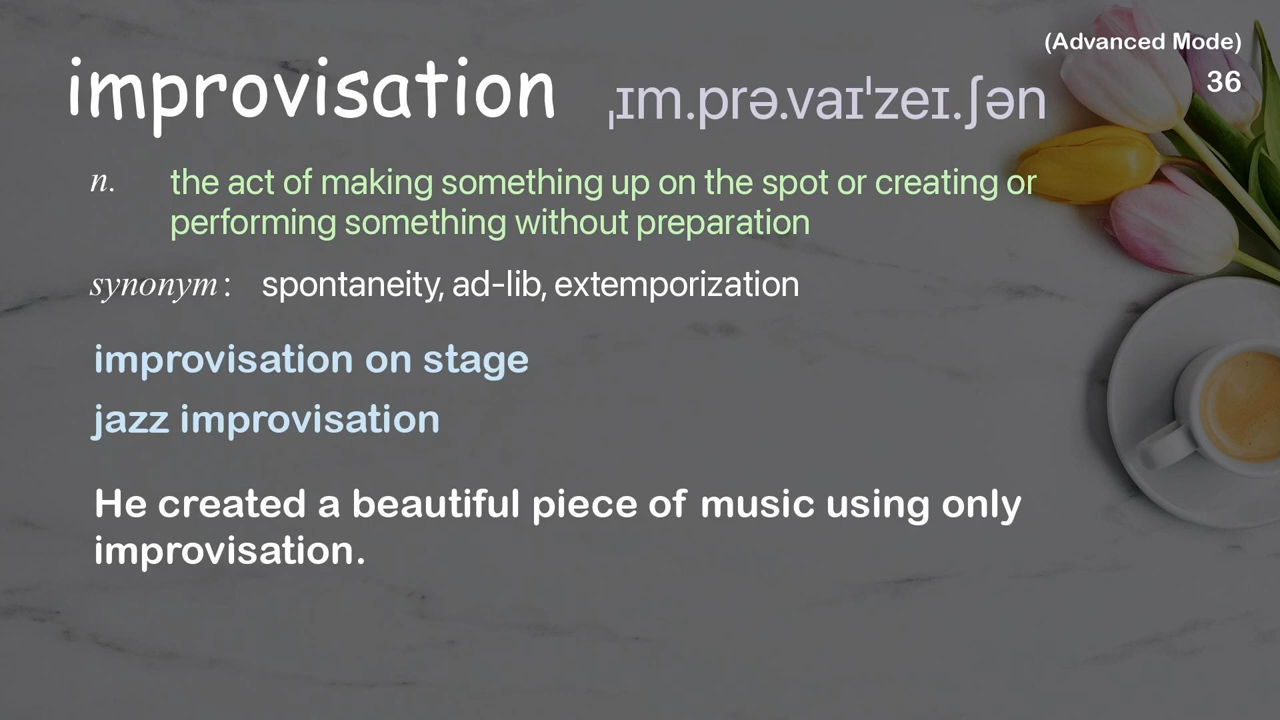 (Advanced Mode)
36
improvisation ˌɪm.prə.vaɪˈzeɪ.ʃən
n. the act of making something up on the spot or creating or
performing something without preparation
synonym: spontaneity, ad-lib, extemporization
improvisation on stage
jazz improvisation
He created a beautiful piece of music using only
improvisation.